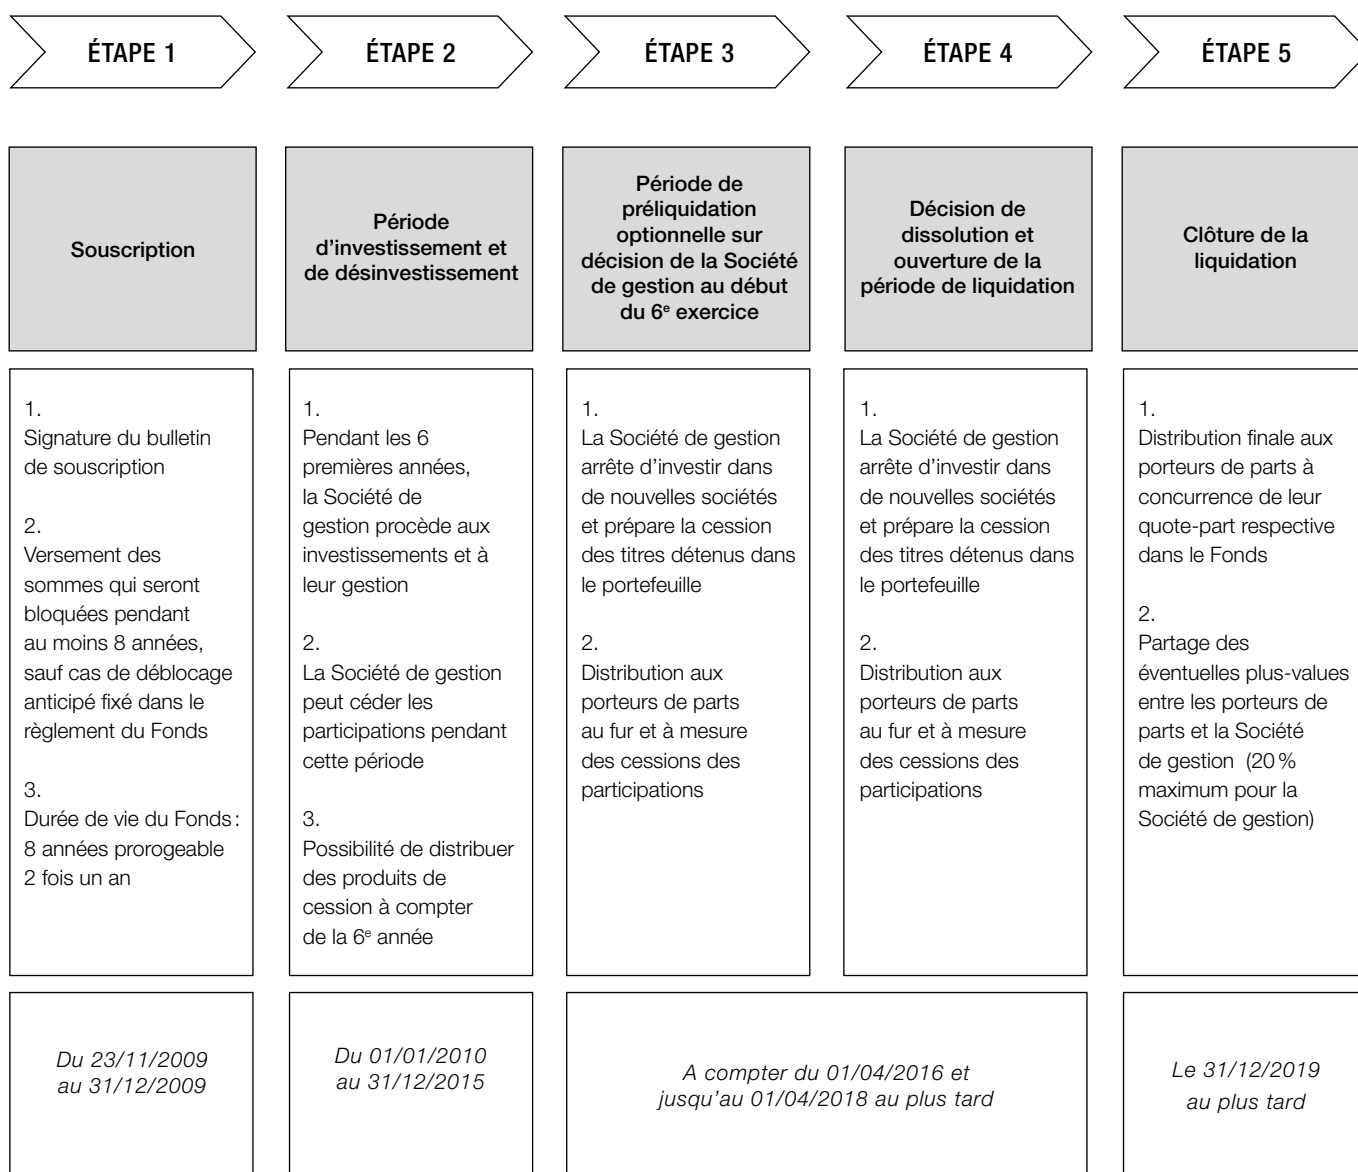 ÉTAPE 1
ÉTAPE 2
ÉTAPE 3
ÉTAPE 4
ÉTAPE 5
Souscription
Période
d’investissement et
de désinvestissement
Période de
préliquidation
optionnelle sur
décision de la Société
de gestion au début
du 6e exercice
Décision de
dissolution et
ouverture de la
période de liquidation
Clôture de la
liquidation
1.
Signature du bulletin
de souscription
2.
Versement des
sommes qui seront
bloquées pendant
au moins 8 années,
sauf cas de déblocage
anticipé fixé dans le
règlement du Fonds
3.
Durée de vie du Fonds :
8 années prorogeable
2 fois un an
1.
Pendant les 6
premières années,
la Société de
gestion procède aux
investissements et à
leur gestion
2.
La Société de gestion
peut céder les
participations pendant
cette période
3.
Possibilité de distribuer
des produits de
cession à compter
de la 6e année
1.
La Société de gestion
arrête d’investir dans
de nouvelles sociétés
et prépare la cession
des titres détenus dans
le portefeuille
2.
Distribution aux
porteurs de parts
au fur et à mesure
des cessions des
participations
1.
La Société de gestion
arrête d’investir dans
de nouvelles sociétés
et prépare la cession
des titres détenus dans
le portefeuille
2.
Distribution aux
porteurs de parts
au fur et à mesure
des cessions des
participations
1.
Distribution finale aux
porteurs de parts à
concurrence de leur
quote-part respective
dans le Fonds
2.
Partage des
éventuelles plus-values
entre les porteurs de
parts et la Société
de gestion (20 %
maximum pour la
Société de gestion)
Du 23/11/2009
au 31/12/2009
Du 01/01/2010
au 31/12/2015
A compter du 01/04/2016 et
jusqu’au 01/04/2018 au plus tard
Le 31/12/2019
au plus tard